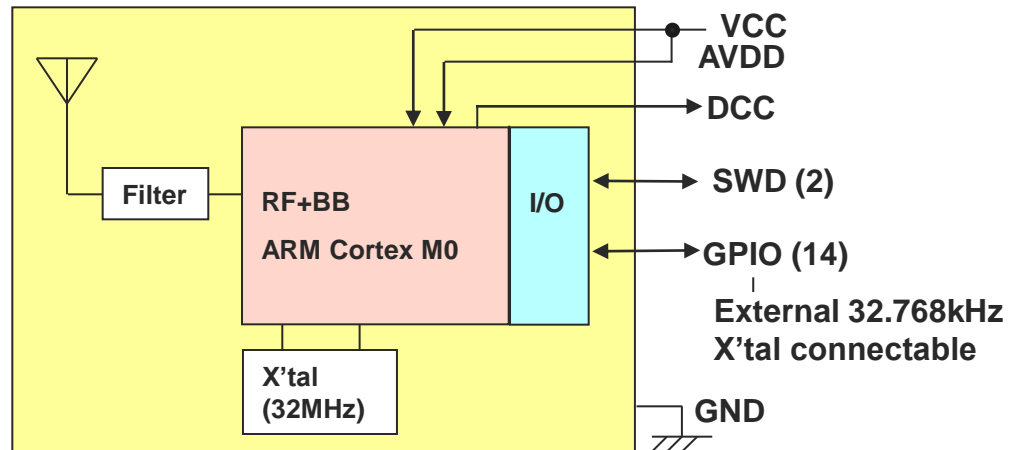 VCC
AVDD
DCC
Filter
RF+BB
ARM Cortex M0
I/O
SWD (2)
GPIO (14)
External 32.768kHz
X'tal connectable
X'tal
(32MHz)
GND